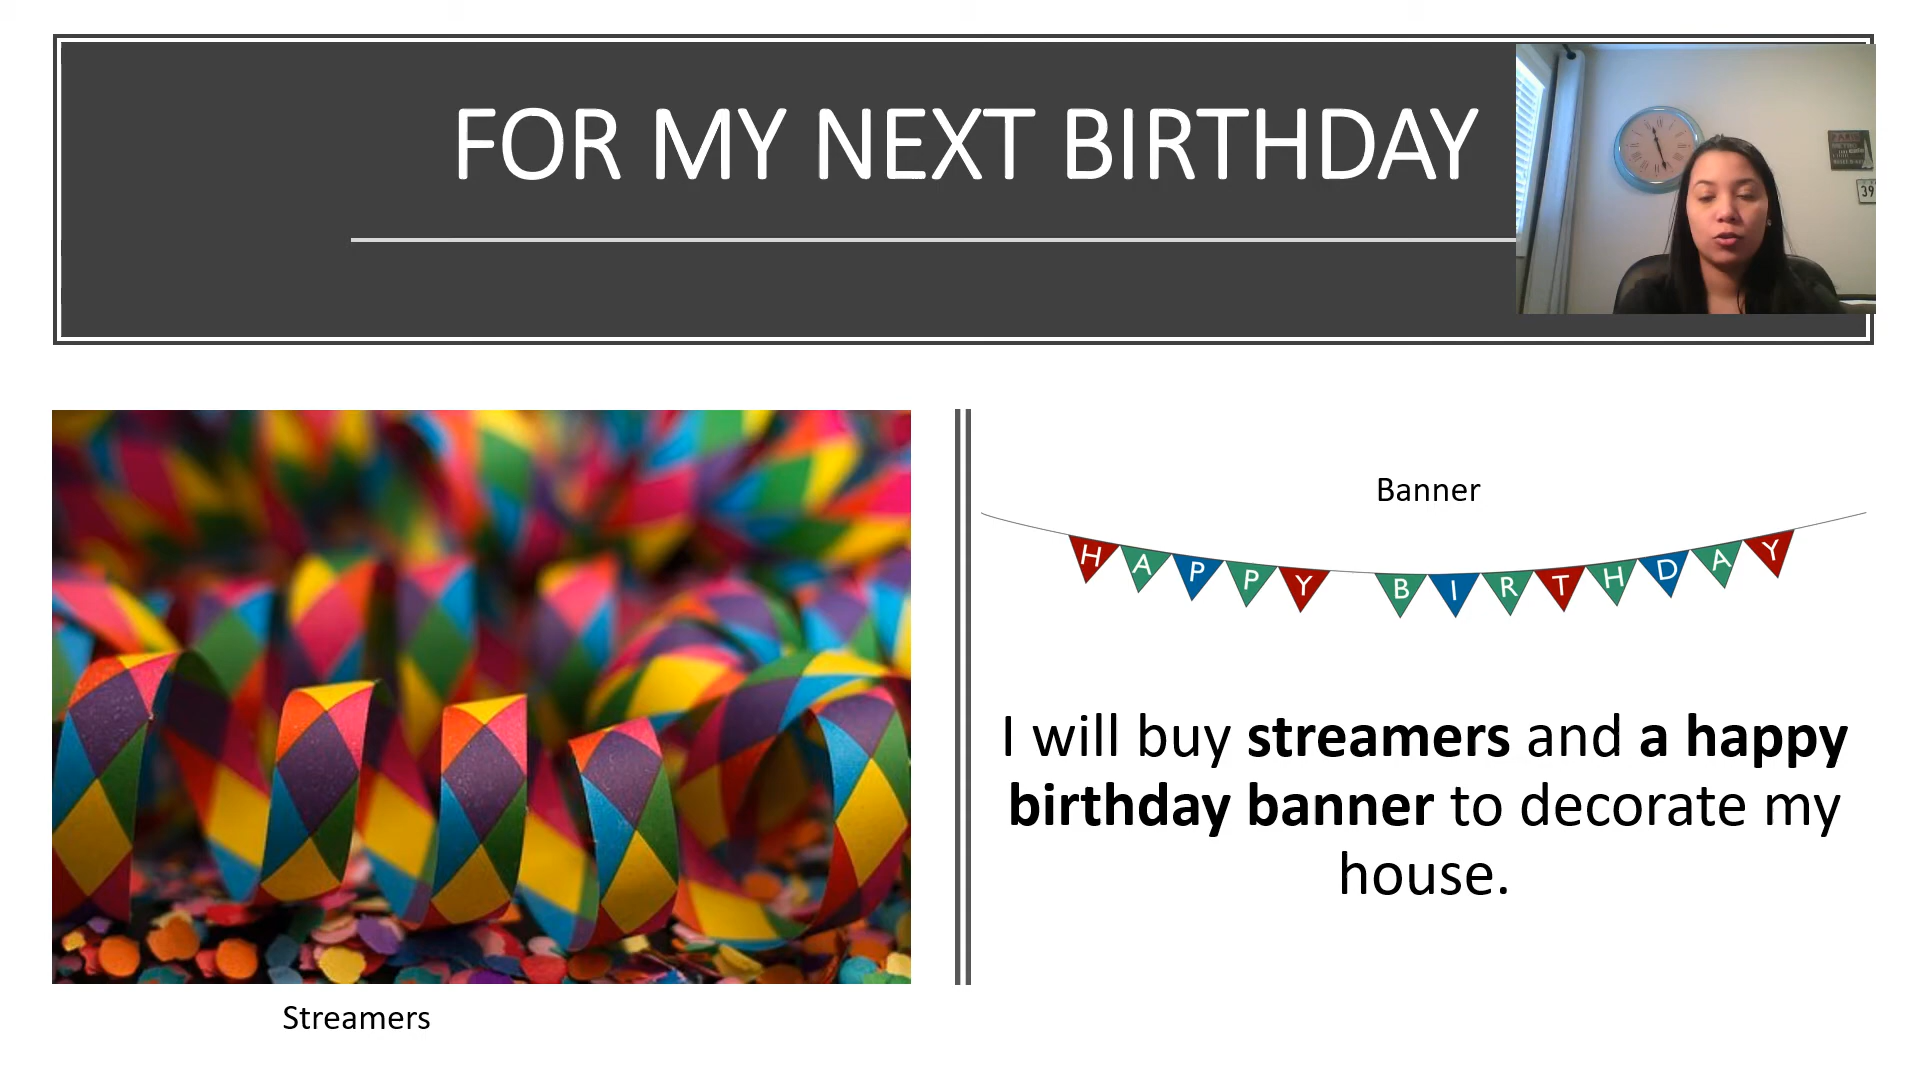 FOR MY NEXT BIRTHDAY
39
Banner
HAPPY BIRTHDAY
I will buy streamers and a happy
birthday banner to decorate my
house.
Streamers